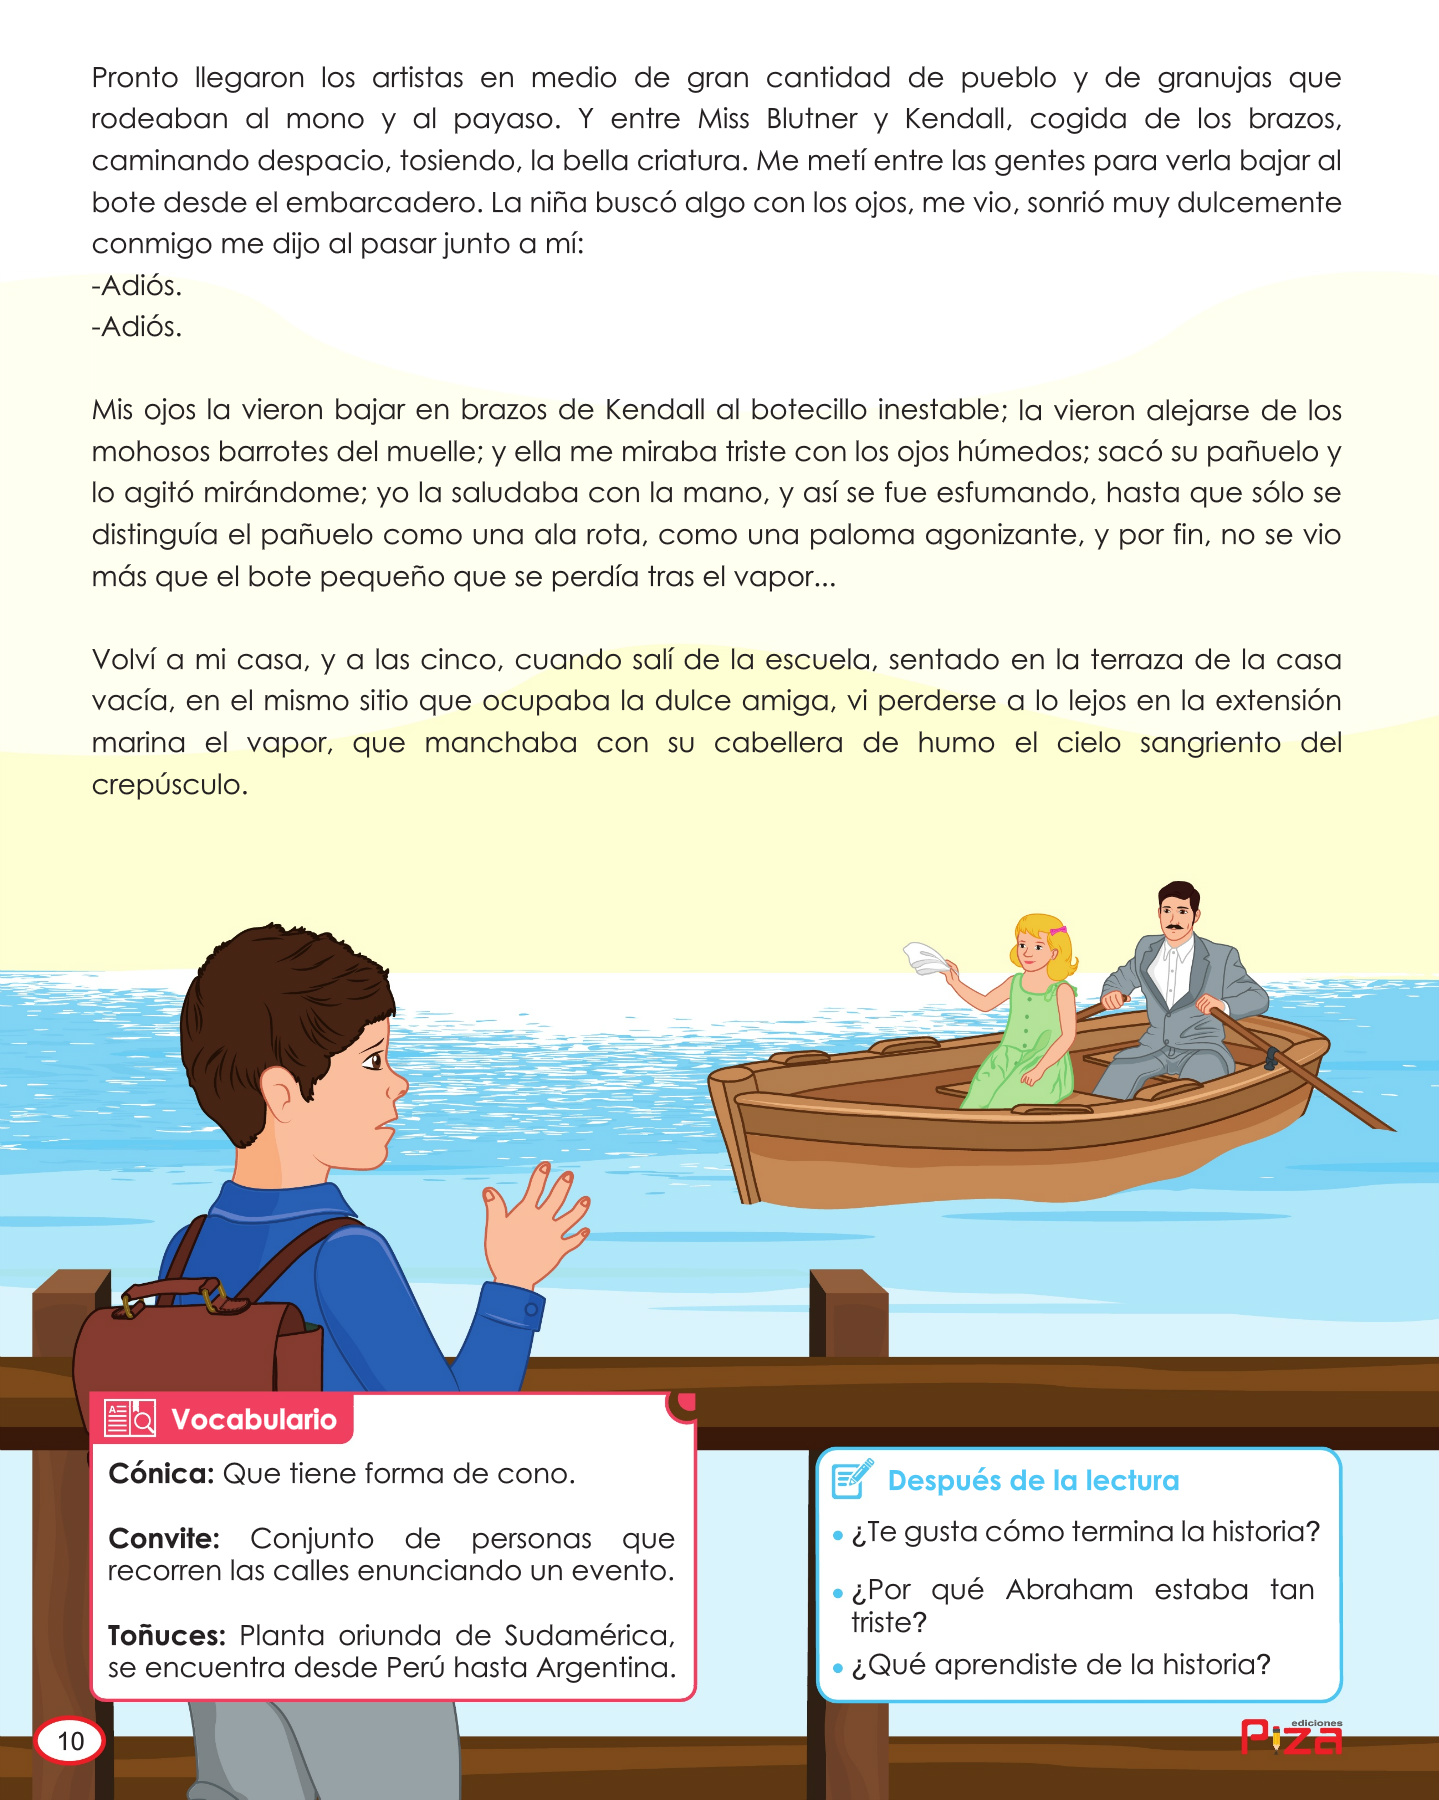 Pronto llegaron los artistas en medio de gran cantidad de pueblo y de granujas que
rodeaban al mono y al payaso. Y entre Miss Blutner y Kendall, cogida de los brazos,
caminando despacio, tosiendo, la bella criatura. Me metí entre las gentes para verla bajar al
bote desde el embarcadero. La niña buscó algo con los ojos, me vio, sonrió muy dulcemente
conmigo me dijo al pasar junto a mí:
-Adiós.
-Adiós.
Mis ojos la vieron bajar en brazos de Kendall al botecillo inestable; la vieron alejarse de los
mohosos barrotes del muelle; y ella me miraba triste con los ojos húmedos; sacó su pañuelo y
lo agitó mirándome; yo la saludaba con la mano, y así se fue esfumando, hasta que sólo se
distinguía el pañuelo como una ala rota, como una paloma agonizante, y por fin, no se vio
más que el bote pequeño que se perdía tras el vapor...
Volví a mi casa, y a las cinco, cuando salí de la escuela, sentado en la terraza de la casa
vacía, en el mismo sitio que ocupaba la dulce amiga, vi perderse a lo lejos en la extensión
marina el vapor, que manchaba con su cabellera de humo el cielo sangriento del
crepúsculo.
Vocabulario
Cónica: Que tiene forma de cono.
Convite: Conjunto de personas que
recorren las calles enunciando un evento.
Toñuces: Planta oriunda de Sudamérica,
se encuentra desde Perú hasta Argentina.
Después de la lectura
• ¿Te gusta cómo termina la historia?
• ¿Por qué Abraham estaba tan
triste?
• ¿Qué aprendiste de la historia?
10
ediciones
Piza